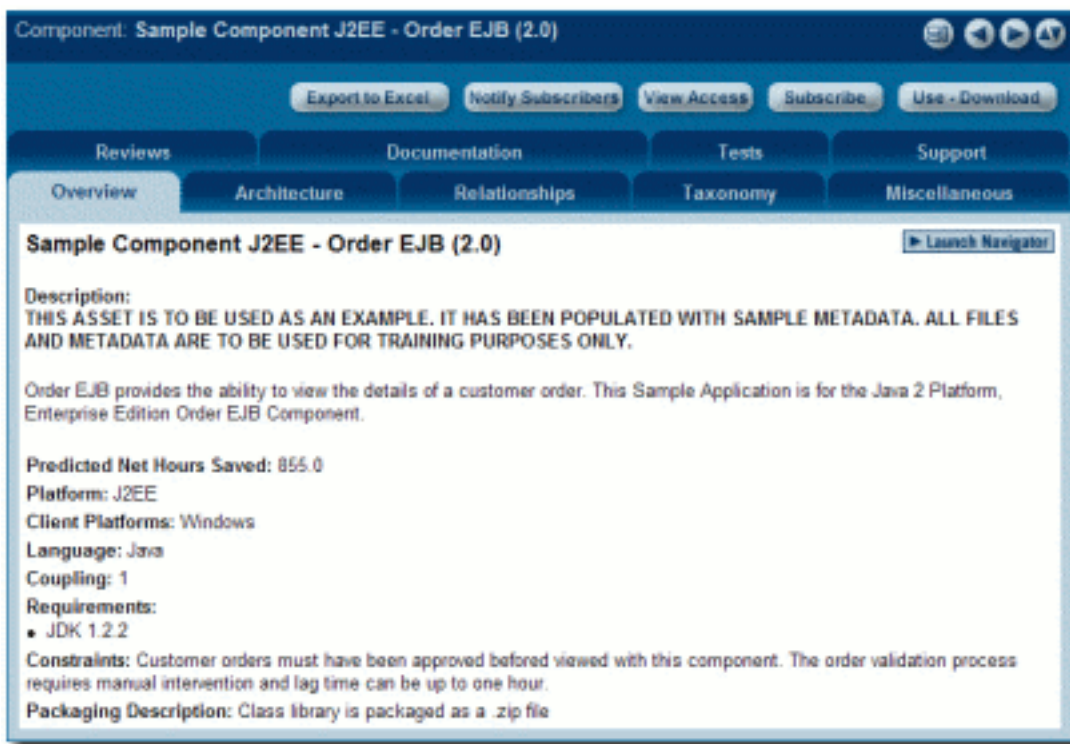 Component: Sample Component J2EE - Order EJB (2.0)
Export to Excel Notify Subscribers View Access Subscribe Use - Download
Reviews Documentation Tests Support
Overview Architecture Relationships Taxonomy Miscellaneous
Sample Component J2EE - Order EJB (2.0) Launch Navigator
Description:
THIS ASSET IS TO BE USED AS AN EXAMPLE. IT HAS BEEN POPULATED WITH SAMPLE METADATA. ALL FILES
AND METADATA ARE TO BE USED FOR TRAINING PURPOSES ONLY.
Order EJB provides the ability to view the details of a customer order. This Sample Application is for the Java 2 Platform,
Enterprise Edition Order EJB Component.
Predicted Net Hours Saved: 855.0
Platform: J2EE
Client Platforms: Windows
Language: Java
Coupling: 1
Requirements:
• JDK 1.2.2
Constraints: Customer orders must have been approved befored viewed with this component. The order validation process
requires manual intervention and lag time can be up to one hour.
Packaging Description: Class library is packaged as a .zip file